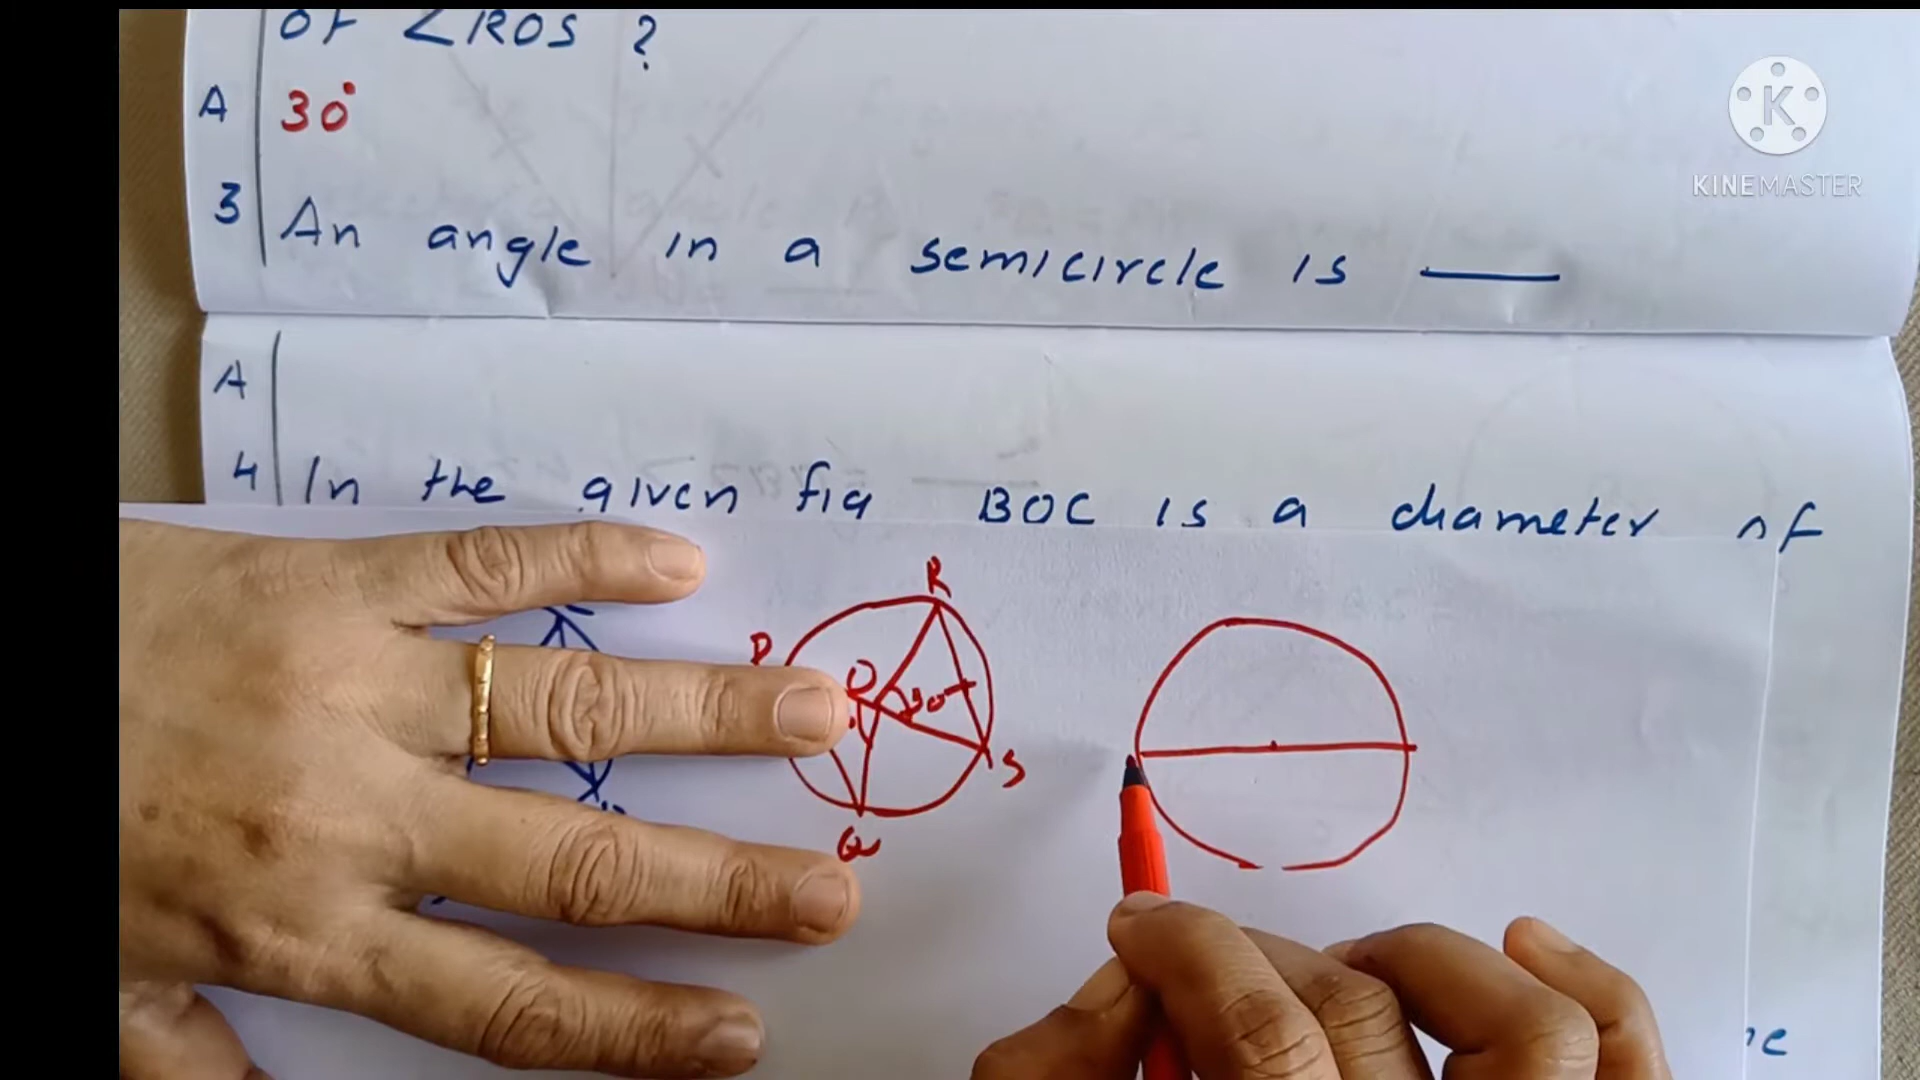 of ∠ROS ?
A 30°
KINEMASTER
3 An angle in a semicircle is ___
A
4 In the given fig BOC is a diameter of
R
P
O
30
S
Q